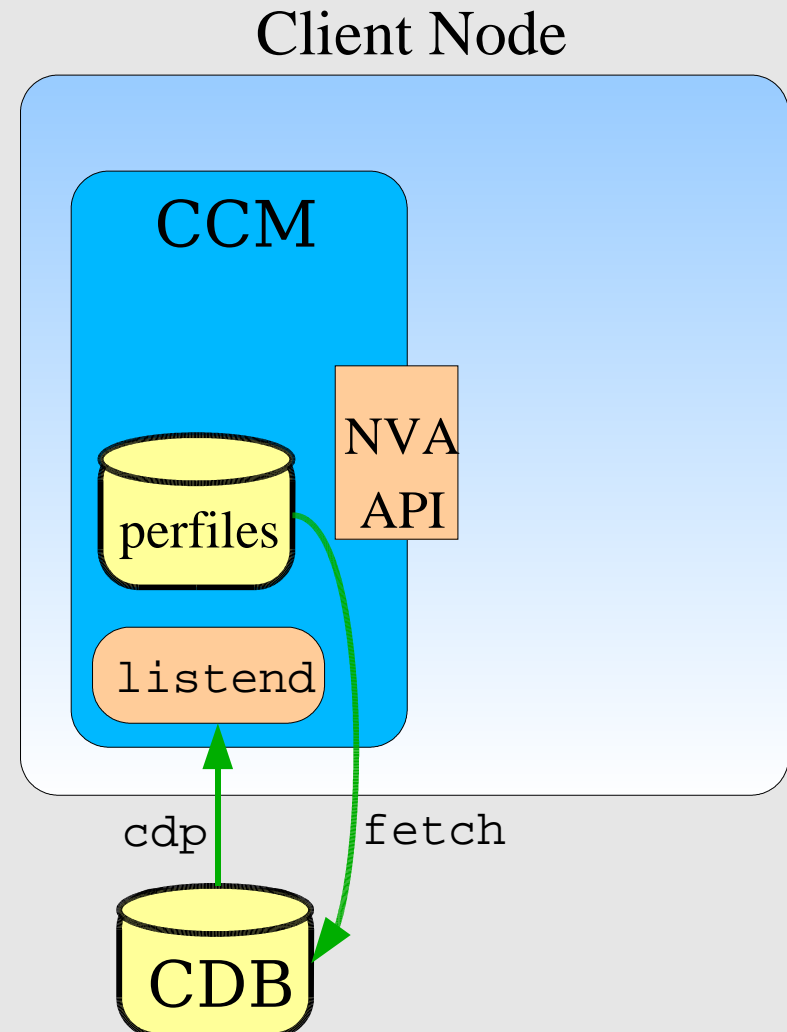 Client Node
CCM
NVA
API
perfiles
listend
cdp
fetch
CDB